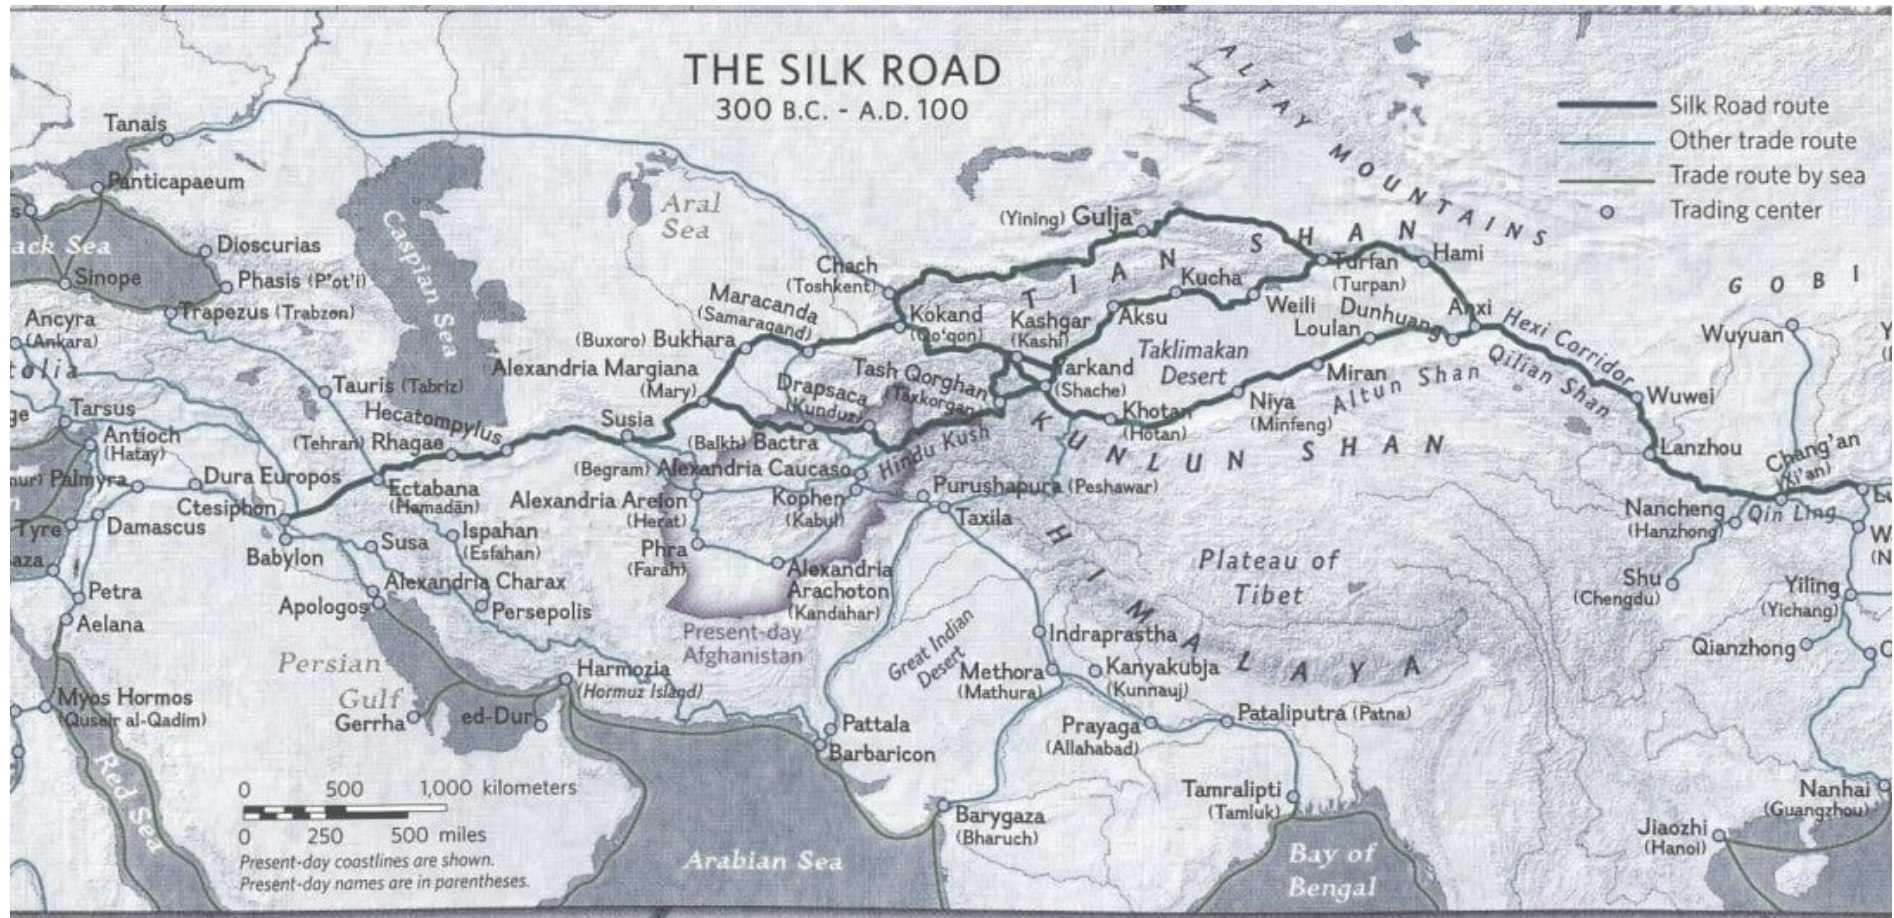 THE SILK ROAD
300 B.C. - A.D. 100
Silk Road route
Other trade route
Trade route by sea
Trading center
ALTAY MOUNTAINS
TIAN SHAN
GOBI
Tanais
Panticapaeum
Aral
Sea
Caspian Sea
(Yining) Gulja
Hami
Turfan
(Turpan)
Dioscurias
ack Sea
Sinope
Phasis (P'ot'i)
Trapezus (Trabzon)
Chach
(Toshkent)
Kucha
Weili
Maracanda
(Samaraqand)
Kokand
(Qo'qon)
Kashgar
(Kashi)
Aksu
Dunhuang
Loulan
Anxi
Hexi Corridor
Wuyuan
Ancyra
(Ankara)
(Buxoro) Bukhara
Taklimakan
Desert
Qilian Shan
Alexandria Margiana
(Mary)
Tash Qorghan
(Taxkorgan)
Yarkand
(Shache)
Miran
Altun Shan
Wuwei
Tauris (Tabriz)
Drapsaca
(Kunduz)
Khotan
(Hotan)
Niya
(Minfeng)
Tarsus
Hecatompylus
Susia
KUNLUN SHAN
Lanzhou
Chang'an
(Xi'an)
Antioch
(Hatay)
(Tehran) Rhagae
(Balkh) Bactra
Hindu Kush
(Begram) Alexandria Caucaso
Palmyra
Dura Europos
Ectabana
(Hamadān)
Purushapura (Peshawar)
Alexandria Areion
(Herat)
Kophen
(Kabul)
Ctesiphon
Taxila
Nancheng
(Hanzhong)
Qin Ling
Tyre
Damascus
Ispahan
(Esfahan)
Babylon
Susa
Phra
(Farah)
Alexandria
Arachoton
(Kandahar)
HIMALAYA
Plateau of
Tibet
Shu
(Chengdu)
Yiling
(Yichang)
aza
Petra
Alexandria Charax
Apologos
Persepolis
Aelana
Present-day
Afghanistan
Great Indian
Desert
Indraprastha
Qianzhong
Persian
Gulf
Harmozia
(Hormuz Island)
Methora
(Mathura)
Kanyakubja
(Kunnauj)
Myos Hormos
(Quseir al-Qadim)
Gerrha
ed-Dur
Pattala
Barbaricon
Prayaga
(Allahabad)
Pataliputra (Patna)
Red Sea
0 500 1,000 kilometers
0 250 500 miles
Present-day coastlines are shown.
Present-day names are in parentheses.
Tamralipti
(Tamluk)
Nanhai
(Guangzhou)
Barygaza
(Bharuch)
Jiaozhi
(Hanoi)
Arabian Sea
Bay of
Bengal